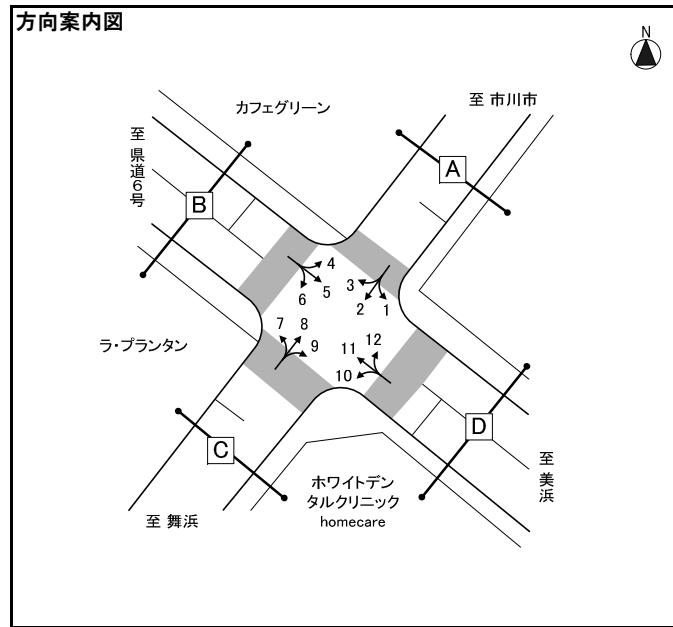 方向案内図
N
カフェグリーン
至 市川市
至 県道6号
A
B
4
3
5
6
2
1
7
8
12
9
11
10
ラ・プランタン
D
C
至 美浜
ホワイトデン
タルクリニック
homecare
至 舞浜